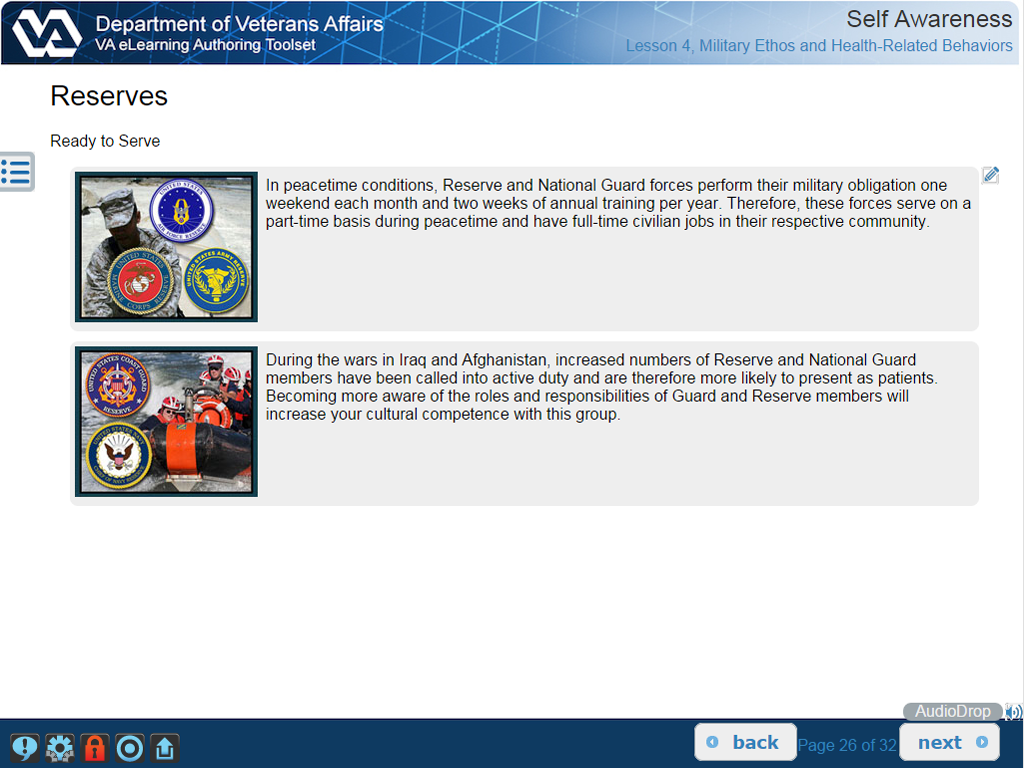 Department of Veterans Affairs
VA eLearning Authoring Toolset
Self Awareness
Lesson 4, Military Ethos and Health-Related Behaviors
Reserves
Ready to Serve
UNITED STATES
AIR FORCE RESERVE
UNITED STATES
MARINE CORPS RESERVE
UNITED STATES ARMY RESERVE
In peacetime conditions, Reserve and National Guard forces perform their military obligation one
weekend each month and two weeks of annual training per year. Therefore, these forces serve on a
part-time basis during peacetime and have full-time civilian jobs in their respective community.
UNITED STATES COAST GUARD
RESERVE
UNITED STATES NAVY
During the wars in Iraq and Afghanistan, increased numbers of Reserve and National Guard
members have been called into active duty and are therefore more likely to present as patients.
Becoming more aware of the roles and responsibilities of Guard and Reserve members will
increase your cultural competence with this group.
AudioDrop
back
Page 26 of 32
next